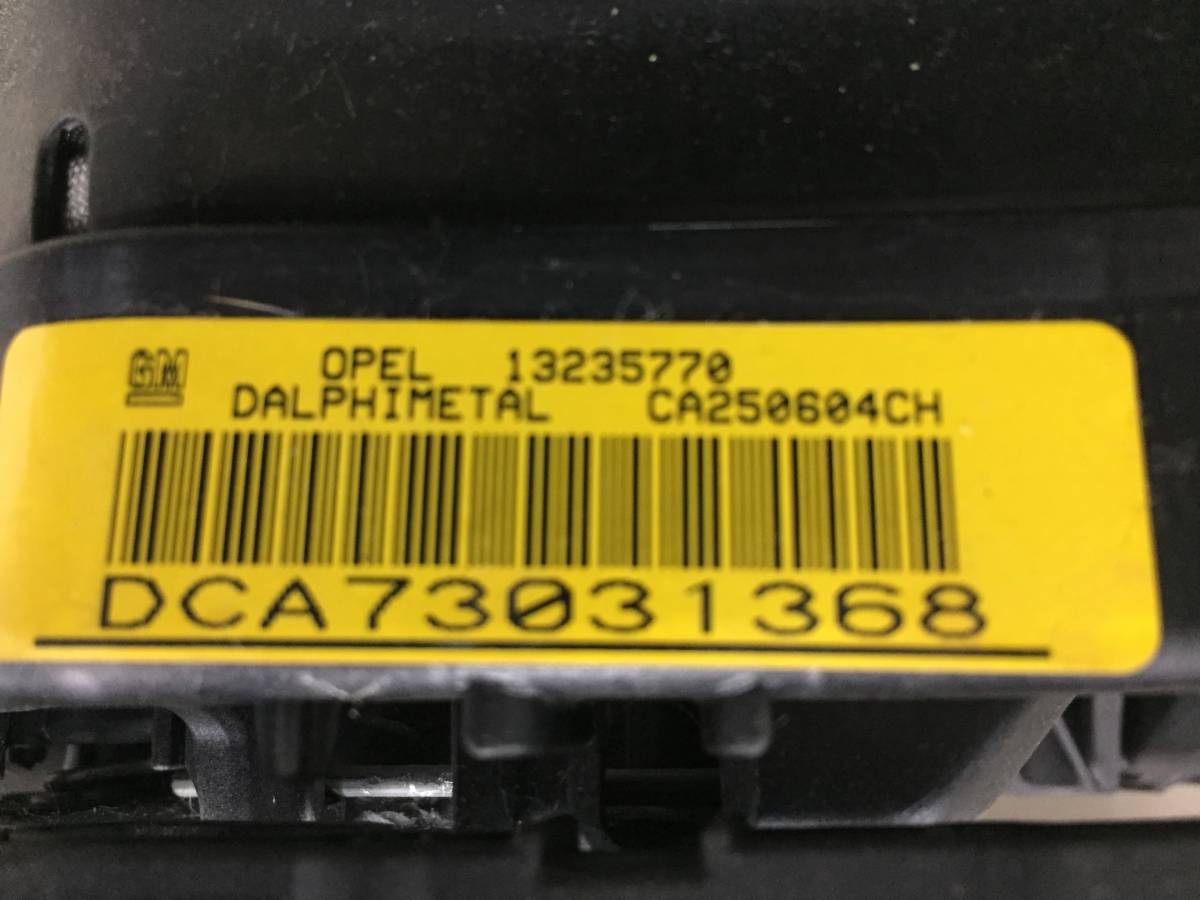 GM OPEL 13235770
DALPHIMETAL CA250604CH
DCA73031368